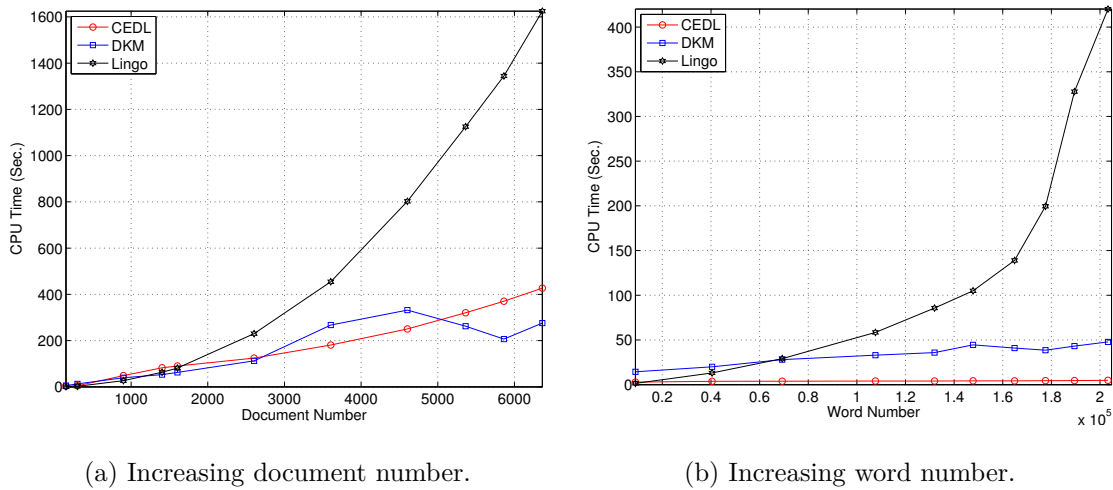 1600
1400
1200
1000
800
600
400
200
0
CPU Time (Sec.)
CEDL
DKM
Lingo
1000 2000 3000 4000 5000 6000
Document Number
(a) Increasing document number.
400
350
300
250
200
150
100
50
0
CPU Time (Sec.)
CEDL
DKM
Lingo
0.2 0.4 0.6 0.8 1 1.2 1.4 1.6 1.8 2
Word Number
x 10^5
(b) Increasing word number.